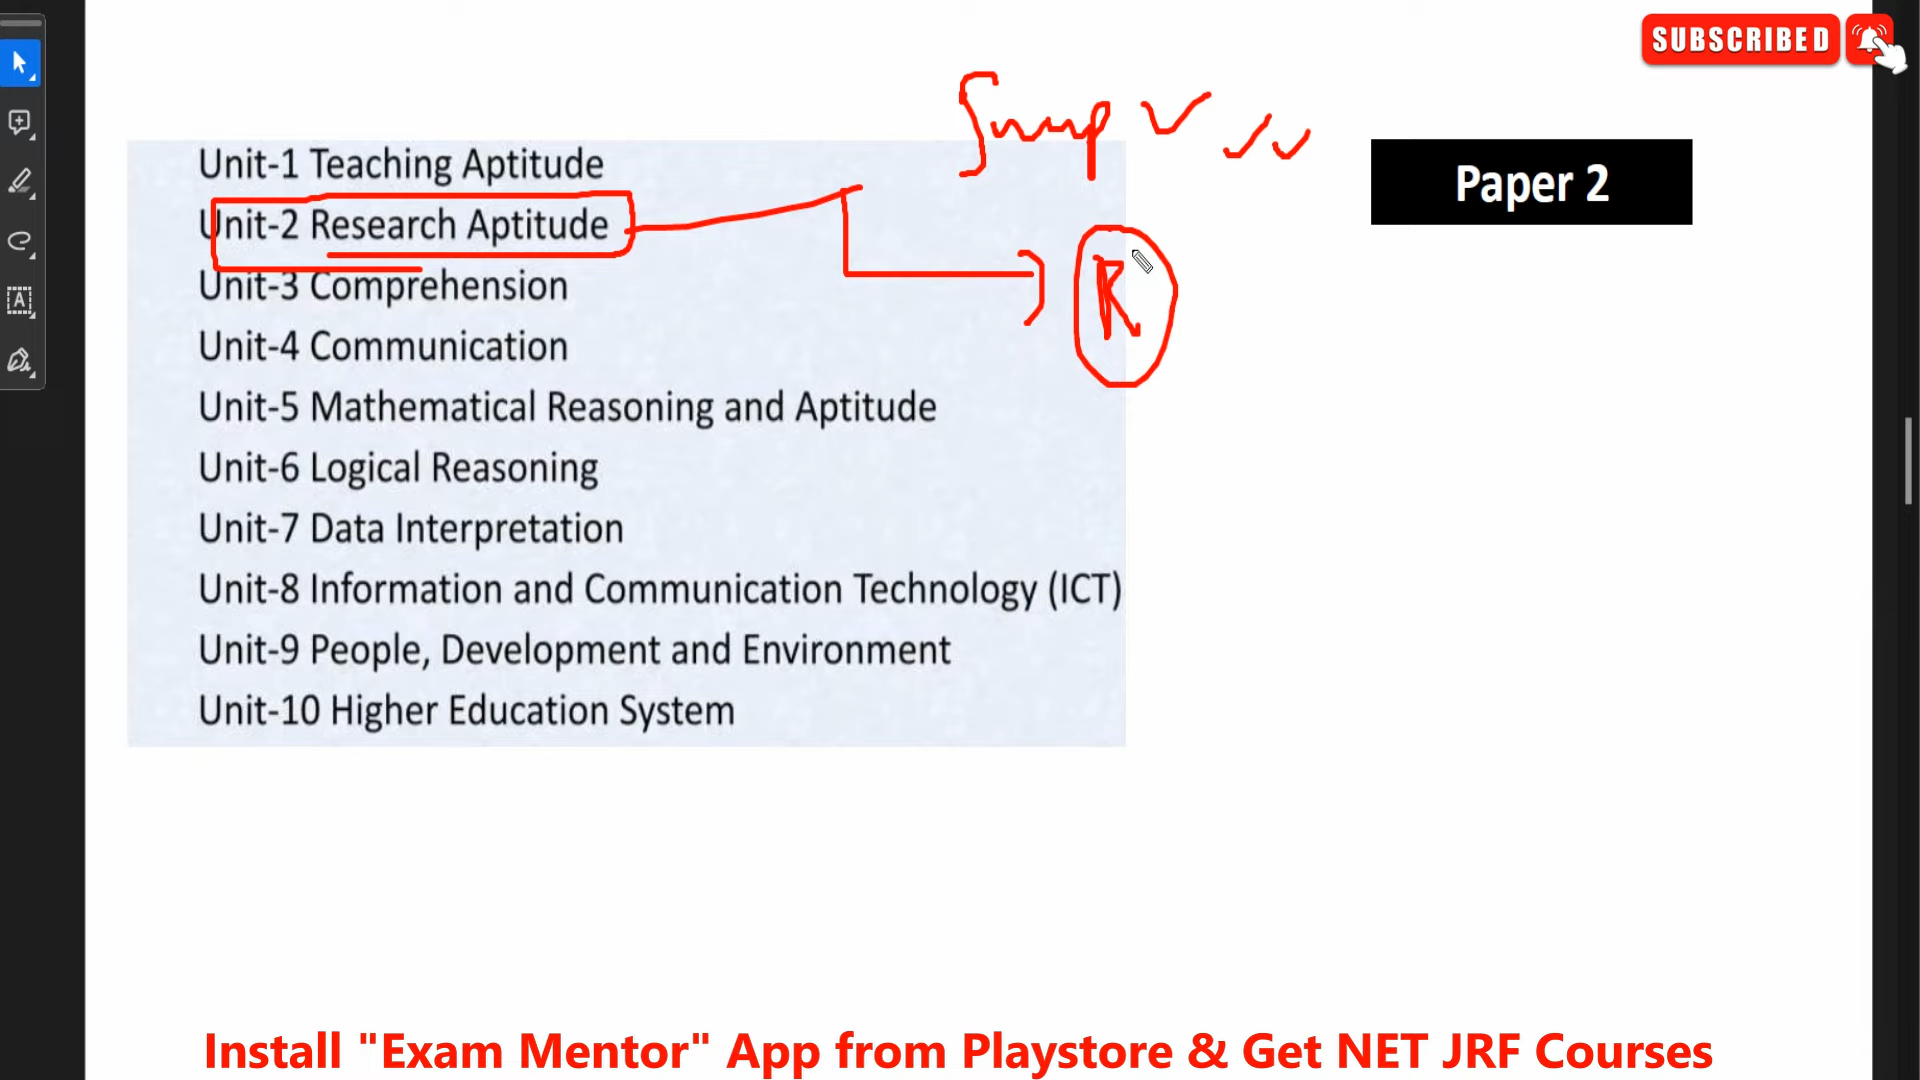 SUBSCRIBED
Unit-1 Teaching Aptitude
Unit-2 Research Aptitude
Unit-3 Comprehension
Unit-4 Communication
Unit-5 Mathematical Reasoning and Aptitude
Unit-6 Logical Reasoning
Unit-7 Data Interpretation
Unit-8 Information and Communication Technology (ICT)
Unit-9 People, Development and Environment
Unit-10 Higher Education System
Paper 2
R
Install "Exam Mentor" App from Playstore & Get NET JRF Courses